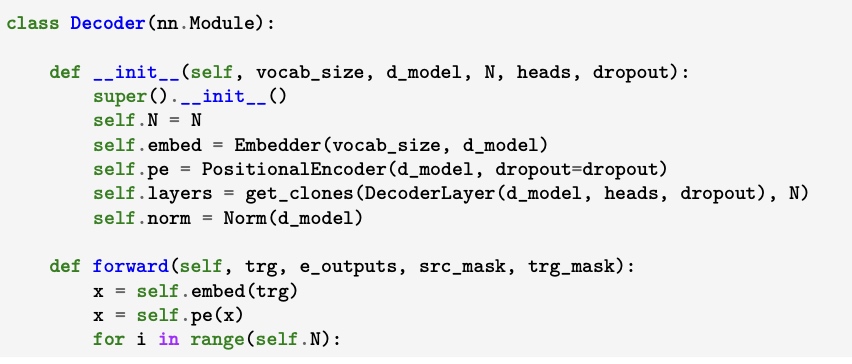 class Decoder(nn.Module):
    def __init__(self, vocab_size, d_model, N, heads, dropout):
        super().__init__()
        self.N = N
        self.embed = Embedder(vocab_size, d_model)
        self.pe = PositionalEncoder(d_model, dropout=dropout)
        self.layers = get_clones(DecoderLayer(d_model, heads, dropout), N)
        self.norm = Norm(d_model)
    def forward(self, trg, e_outputs, src_mask, trg_mask):
        x = self.embed(trg)
        x = self.pe(x)
        for i in range(self.N):